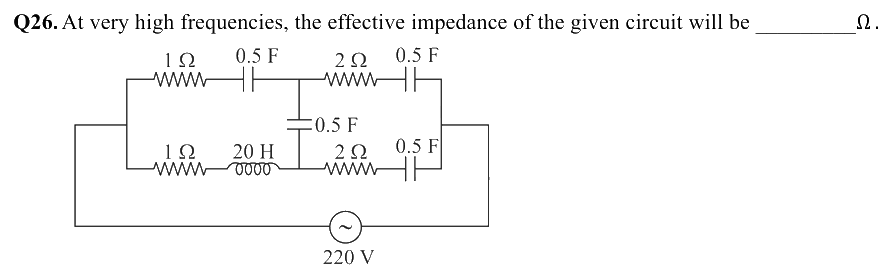 Q26. At very high frequencies, the effective impedance of the given circuit will be __________ Ω.
1 Ω 0.5 F 2 Ω 0.5 F
0.5 F
1 Ω 20 H 2 Ω 0.5 F
~
220 V